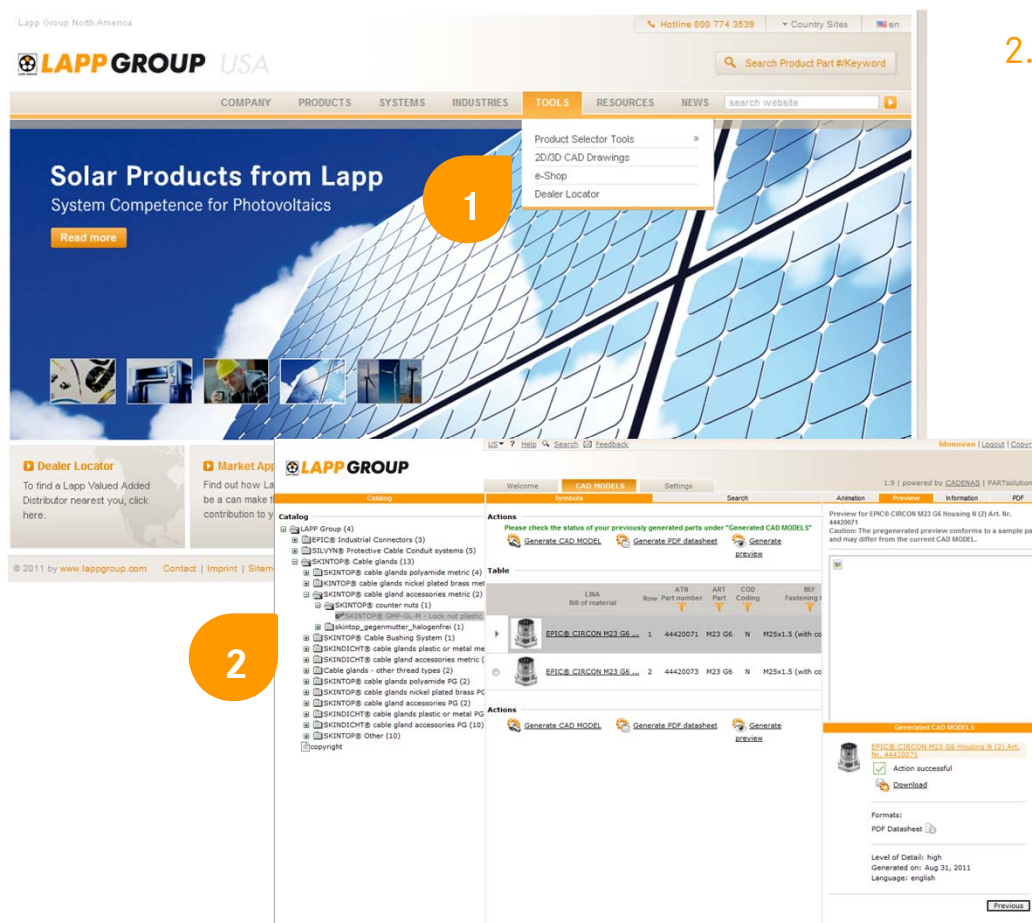 Lapp Group North America
Hotline 800 774 3539
Country Sites
en
2.
LAPP GROUP USA
Search Product Part #/Keyword
COMPANY PRODUCTS SYSTEMS INDUSTRIES TOOLS RESOURCES NEWS search website
Product Selector Tools »
2D/3D CAD Drawings
e-Shop
Dealer Locator
1
Solar Products from Lapp
System Competence for Photovoltaics
Read more
Dealer Locator
To find a Lapp Valued Added
Distributor nearest you, click
here.
Market App
Find out how La
be a can make t
contribution to y
© 2011 by www.lappgroup.com Contact | Imprint | Sitem
2
US ? Help Search Feedback
ldonovan | Logout | Copyr
LAPP GROUP
Welcome CAD MODELS Settings
1.9 | powered by CADENAS | PARTsolution
Catalog Symbols Search Animation Preview Information PDF
Catalog
LAPP Group (4)
EPIC® Industrial Connectors (3)
SILVYN® Protective Cable Conduit systems (5)
SKINTOP® Cable glands (13)
SKINTOP® cable glands polyamide metric (4)
KINTOP® cable glands nickel plated brass met
SKINTOP® cable gland accessories metric (2)
SKINTOP® counter nuts (1)
SKINTOP® GMP-GL-M - Lock nut plastic
skintop_gegenmutter_halogenfrei (1)
SKINTOP® Cable Bushing System (1)
SKINDICHT® cable glands plastic or metal me
SKINDICHT® cable gland accessories metric (
Cable glands - other thread types (2)
SKINTOP® cable glands polyamide PG (2)
SKINTOP® cable glands nickel plated brass PG
SKINTOP® cable gland accessories PG (2)
SKINDICHT® cable glands plastic or metal PG
SKINDICHT® cable gland accessories PG (10)
SKINTOP® Other (10)
copyright
Actions
Please check the status of your previously generated parts under "Generated CAD MODELS"
Generate CAD MODEL Generate PDF datasheet Generate preview
Table
LINA
Bill of material
Row
ATN
Part number
ART
Part
COD
Coding
BEF
Fastening
EPIC® CIRCON M23 G6 ... 1 44420071 M23 G6 N M25x1.5 (with co
EPIC® CIRCON M23 G6 ... 2 44420073 M23 G6 N M25x1.5 (with co
Actions
Generate CAD MODEL Generate PDF datasheet Generate preview
Preview for EPIC® CIRCON M23 G6 Housing N (2) Art. Nr.
44420071
Caution: The pregenerated preview conforms to a sample pa
and may differ from the current CAD MODEL.
Generated CAD MODELS
EPIC® CIRCON M23 G6 Housing N (2) Art.
Nr. 44420071
Action successful
Download
Formats:
PDF Datasheet
Level of Detail: high
Generated on: Aug 31, 2011
Language: english
Previous